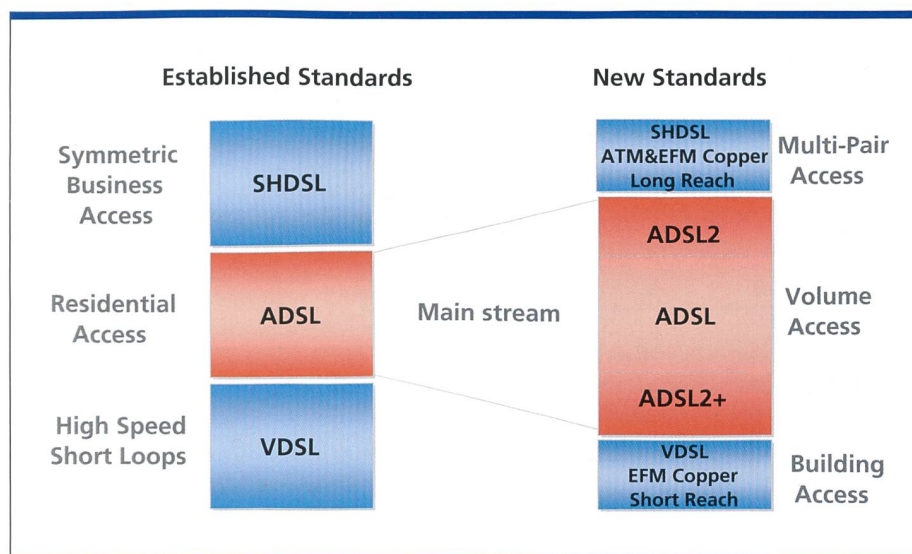 Established Standards
New Standards
Symmetric
Business
Access
SHDSL
Residential
Access
ADSL
High Speed
Short Loops
VDSL
Main stream
SHDSL
ATM&EFM Copper
Long Reach
Multi-Pair
Access
ADSL2
ADSL
ADSL2+
Volume
Access
VDSL
EFM Copper
Short Reach
Building
Access